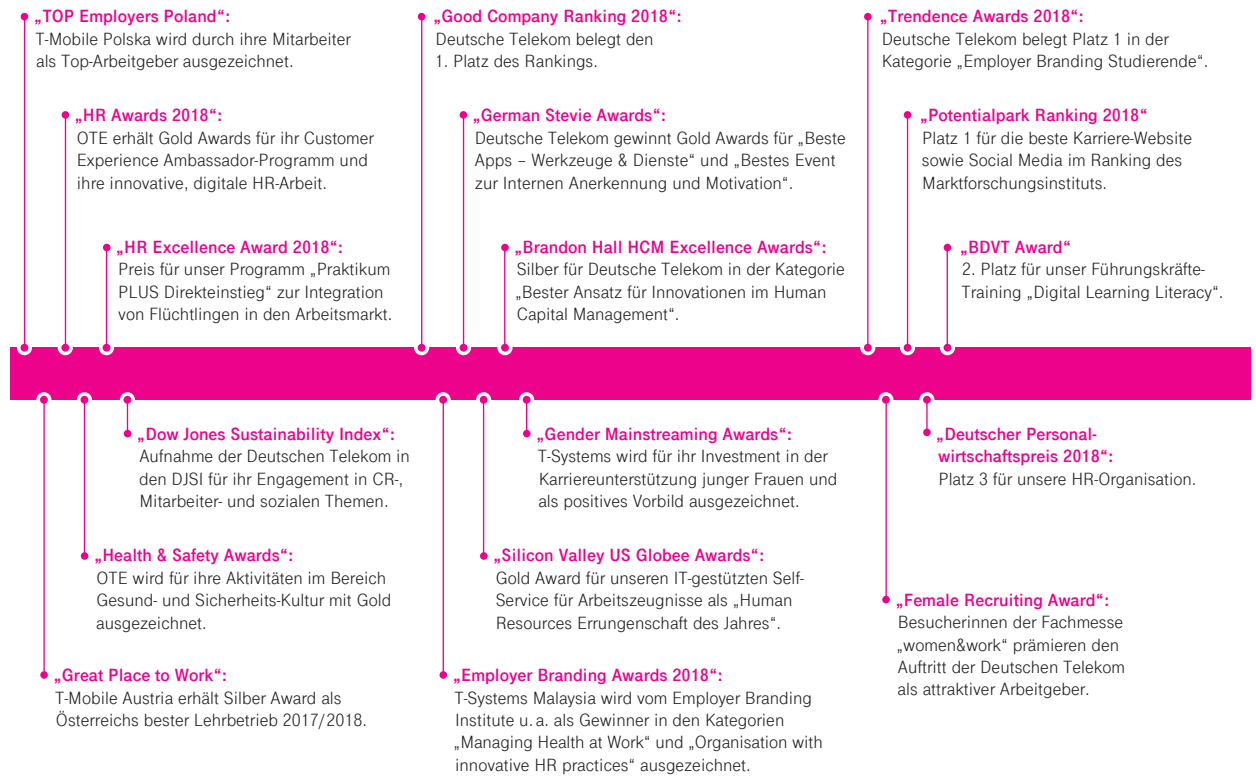 „TOP Employers Poland“:
T-Mobile Polska wird durch ihre Mitarbeiter
als Top-Arbeitgeber ausgezeichnet.
„HR Awards 2018“:
OTE erhält Gold Awards für ihr Customer
Experience Ambassador-Programm und
ihre innovative, digitale HR-Arbeit.
„HR Excellence Award 2018“:
Preis für unser Programm „Praktikum
PLUS Direkteinstieg“ zur Integration
von Flüchtlingen in den Arbeitsmarkt.
„Good Company Ranking 2018“:
Deutsche Telekom belegt den
1. Platz des Rankings.
„German Stevie Awards“:
Deutsche Telekom gewinnt Gold Awards für „Beste
Apps – Werkzeuge & Dienste“ und „Bestes Event
zur Internen Anerkennung und Motivation“.
„Brandon Hall HCM Excellence Awards“:
Silber für Deutsche Telekom in der Kategorie
„Bester Ansatz für Innovationen im Human
Capital Management“.
„Trendence Awards 2018“:
Deutsche Telekom belegt Platz 1 in der
Kategorie „Employer Branding Studierende“.
„Potentialpark Ranking 2018“
Platz 1 für die beste Karriere-Website
sowie Social Media im Ranking des
Marktforschungsinstituts.
„BDVT Award“
2. Platz für unser Führungskräfte-
Training „Digital Learning Literacy“.
„Dow Jones Sustainability Index“:
Aufnahme der Deutschen Telekom in
den DJSI für ihr Engagement in CR-,
Mitarbeiter- und sozialen Themen.
„Health & Safety Awards“:
OTE wird für ihre Aktivitäten im Bereich
Gesund- und Sicherheits-Kultur mit Gold
ausgezeichnet.
„Great Place to Work“:
T-Mobile Austria erhält Silber Award als
Österreichs bester Lehrbetrieb 2017/2018.
„Gender Mainstreaming Awards“:
T-Systems wird für ihr Investment in der
Karriereunterstützung junger Frauen und
als positives Vorbild ausgezeichnet.
„Silicon Valley US Globee Awards“:
Gold Award für unseren IT-gestützten Self-
Service für Arbeitszeugnisse als „Human
Resources Errungenschaft des Jahres“.
„Employer Branding Awards 2018“:
T-Systems Malaysia wird vom Employer Branding
Institute u. a. als Gewinner in den Kategorien
„Managing Health at Work“ und „Organisation with
innovative HR practices“ ausgezeichnet.
„Deutscher Personal-
wirtschaftspreis 2018“:
Platz 3 für unsere HR-Organisation.
„Female Recruiting Award“:
Besucherinnen der Fachmesse
„women&work“ prämieren den
Auftritt der Deutschen Telekom
als attraktiver Arbeitgeber.